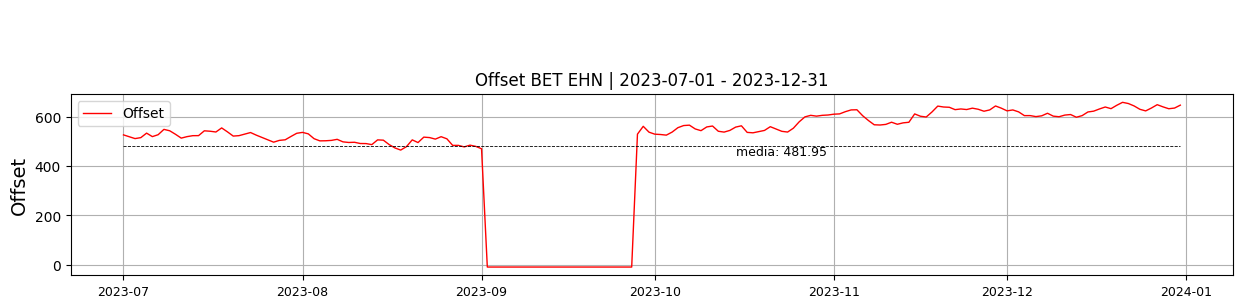 Offset BET EHN | 2023-07-01 - 2023-12-31
Offset
Offset
600
400
200
0
media: 481.95
2023-07 2023-08 2023-09 2023-10 2023-11 2023-12 2024-01